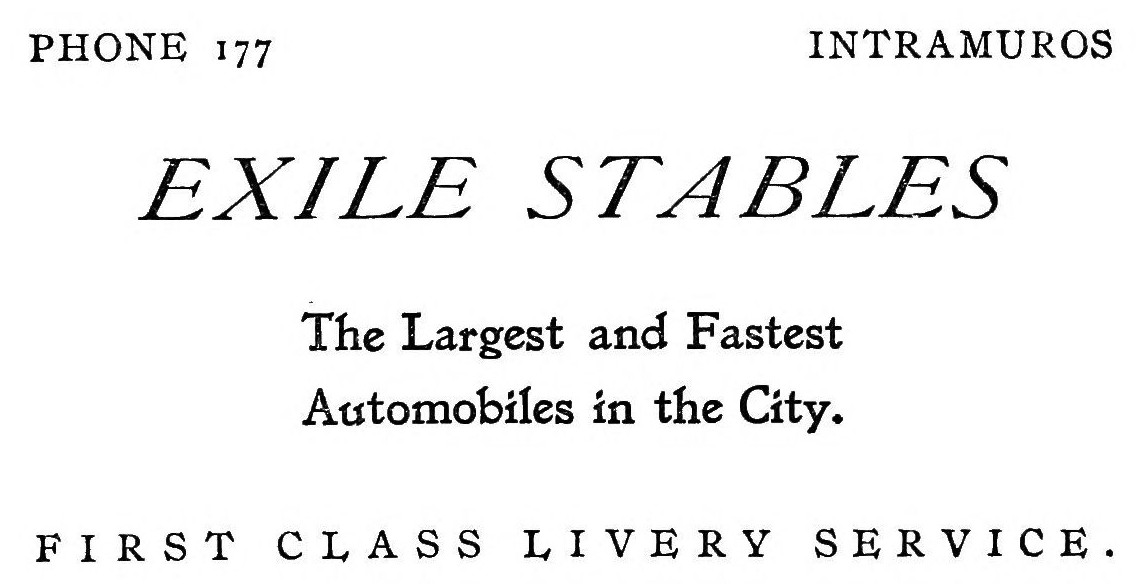 PHONE 177 INTRAMUROS
EXILE STABLES
The Largest and Fastest
Automobiles in the City.
FIRST CLASS LIVERY SERVICE.